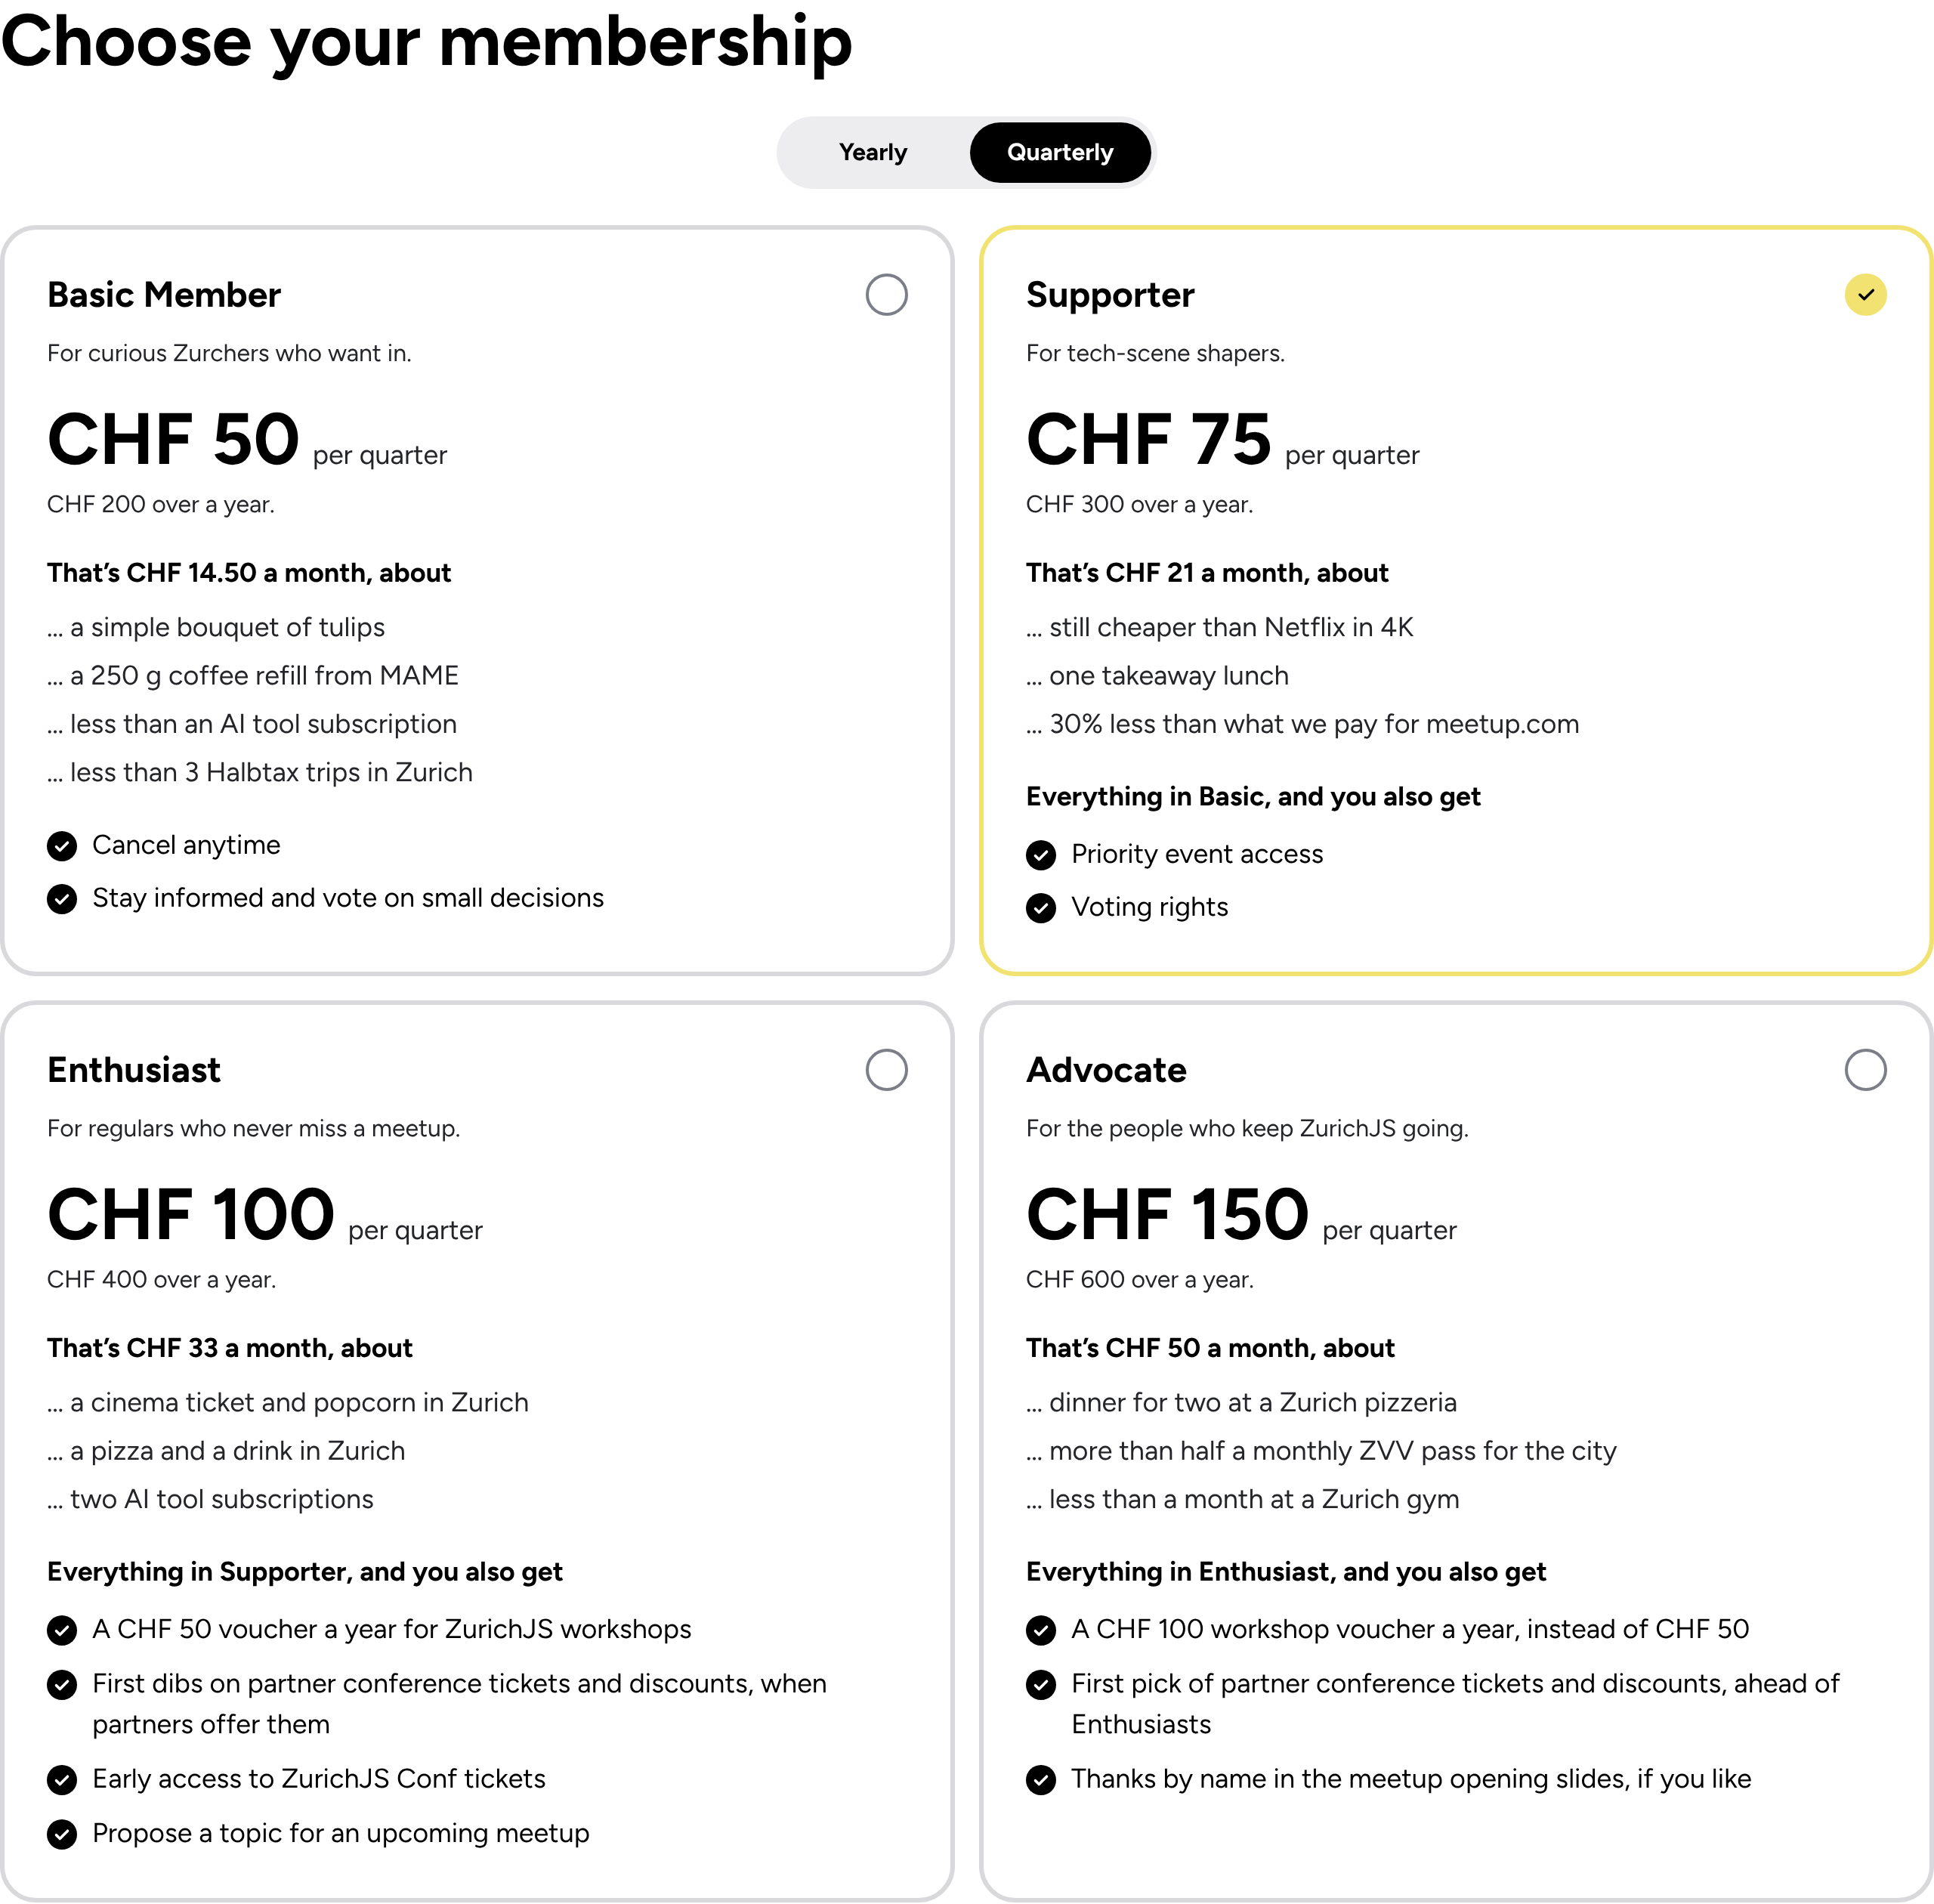 Choose your membership
Yearly
Quarterly
Basic Member
For curious Zurchers who want in.
CHF 50 per quarter
CHF 200 over a year.
That’s CHF 14.50 a month, about
... a simple bouquet of tulips
... a 250 g coffee refill from MAME
... less than an AI tool subscription
... less than 3 Halbtax trips in Zurich
Cancel anytime
Stay informed and vote on small decisions
Supporter
For tech-scene shapers.
CHF 75 per quarter
CHF 300 over a year.
That’s CHF 21 a month, about
... still cheaper than Netflix in 4K
... one takeaway lunch
... 30% less than what we pay for meetup.com
Everything in Basic, and you also get
Priority event access
Voting rights
Enthusiast
For regulars who never miss a meetup.
CHF 100 per quarter
CHF 400 over a year.
That’s CHF 33 a month, about
... a cinema ticket and popcorn in Zurich
... a pizza and a drink in Zurich
... two AI tool subscriptions
Everything in Supporter, and you also get
A CHF 50 voucher a year for ZurichJS workshops
First dibs on partner conference tickets and discounts, when
partners offer them
Early access to ZurichJS Conf tickets
Propose a topic for an upcoming meetup
Advocate
For the people who keep ZurichJS going.
CHF 150 per quarter
CHF 600 over a year.
That’s CHF 50 a month, about
... dinner for two at a Zurich pizzeria
... more than half a monthly ZVV pass for the city
... less than a month at a Zurich gym
Everything in Enthusiast, and you also get
A CHF 100 workshop voucher a year, instead of CHF 50
First pick of partner conference tickets and discounts, ahead of
Enthusiasts
Thanks by name in the meetup opening slides, if you like